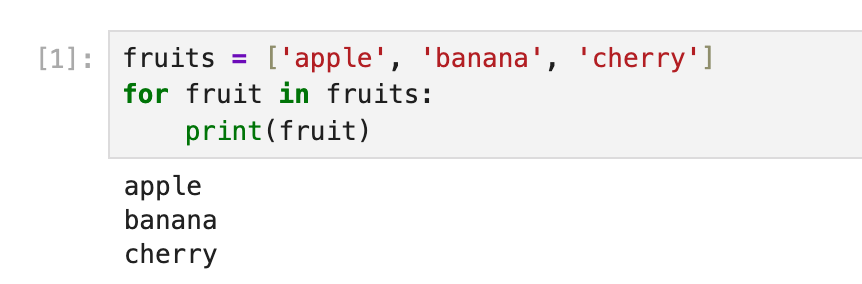 [1]: fruits = ['apple', 'banana', 'cherry']
for fruit in fruits:
    print(fruit)
apple
banana
cherry